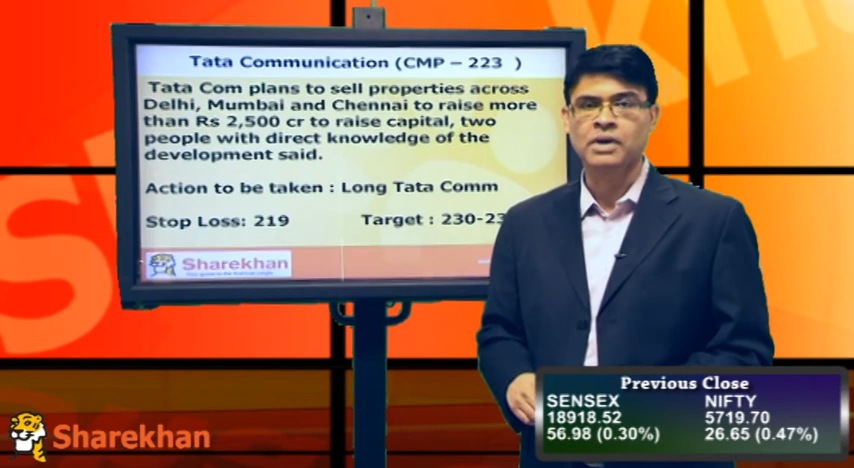 Tata Communication (CMP – 223 )
Tata Com plans to sell properties across
Delhi, Mumbai and Chennai to raise more
than Rs 2,500 cr to raise capital, two
people with direct knowledge of the
development said.
Action to be taken : Long Tata Comm
Stop Loss: 219 Target : 230-23
Sharekhan
Sharekhan
Previous Close
SENSEX NIFTY
18918.52 5719.70
56.98 (0.30%) 26.65 (0.47%)